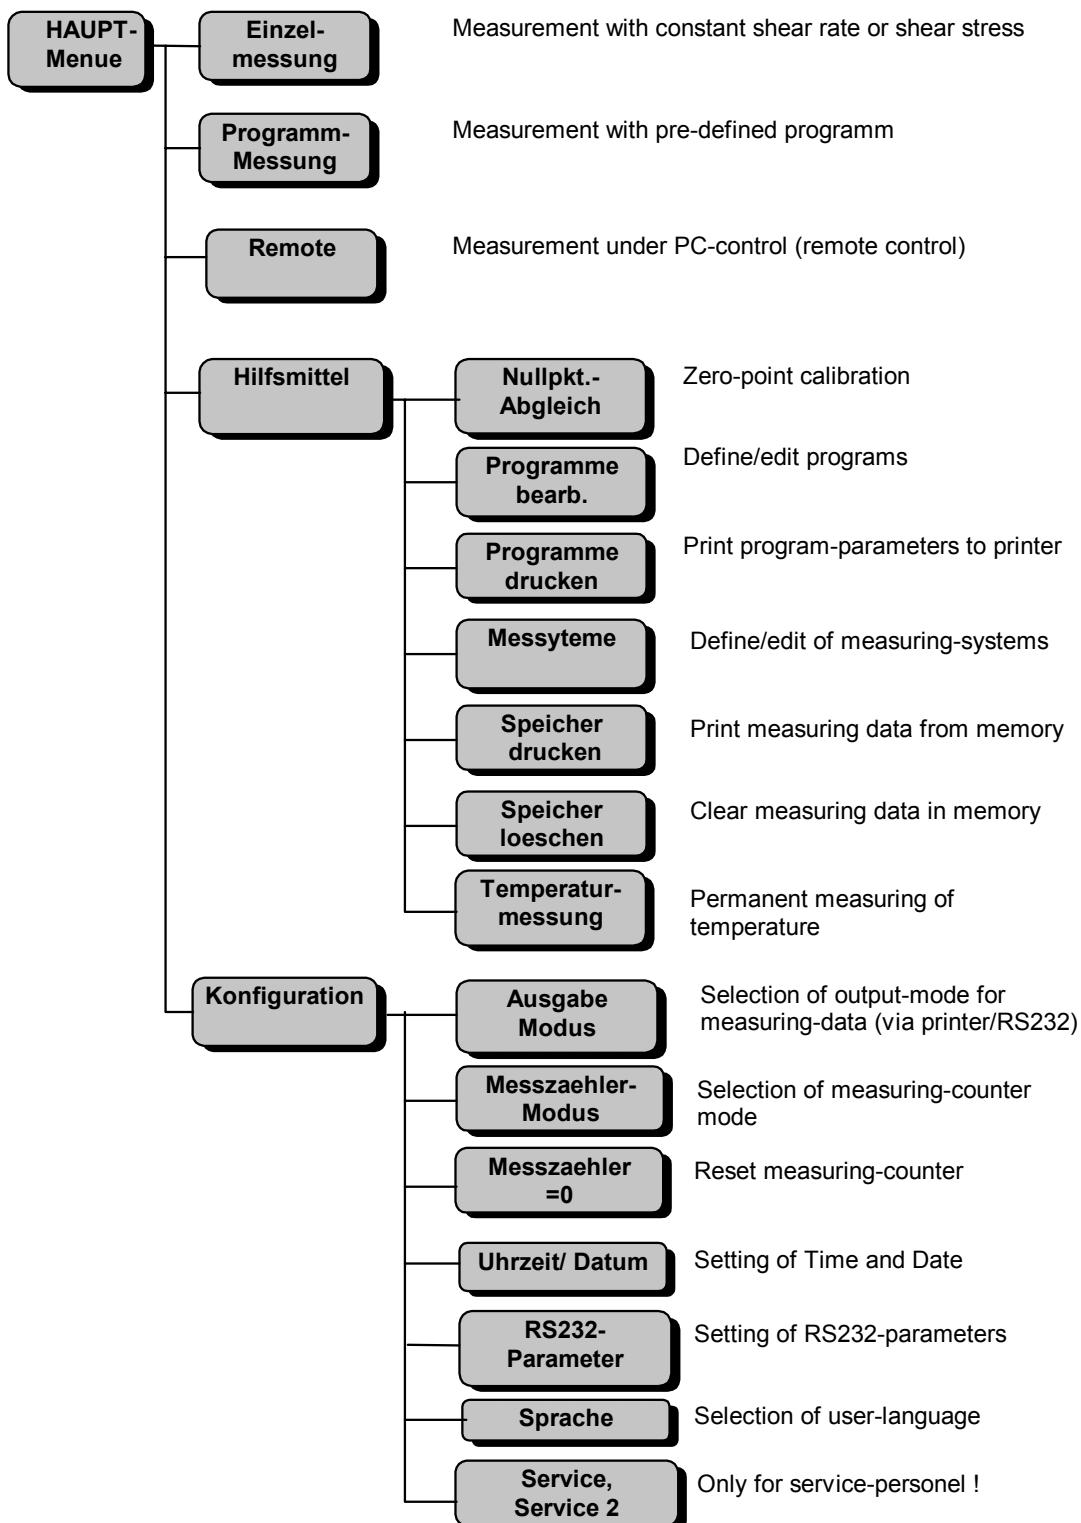 HAUPT-
Menue
Einzel-
messung
Measurement with constant shear rate or shear stress
Programm-
Messung
Measurement with pre-defined programm
Remote
Measurement under PC-control (remote control)
Hilfsmittel
Nullpkt.-
Abgleich
Zero-point calibration
Programme
bearb.
Define/edit programs
Programme
drucken
Print program-parameters to printer
Messyteme
Define/edit of measuring-systems
Speicher
drucken
Print measuring data from memory
Speicher
loeschen
Clear measuring data in memory
Temperatur-
messung
Permanent measuring of
temperature
Konfiguration
Ausgabe
Modus
Selection of output-mode for
measuring-data (via printer/RS232)
Messzaehler-
Modus
Selection of measuring-counter
mode
Messzaehler
=0
Reset measuring-counter
Uhrzeit/ Datum
Setting of Time and Date
RS232-
Parameter
Setting of RS232-parameters
Sprache
Selection of user-language
Service,
Service 2
Only for service-personel !